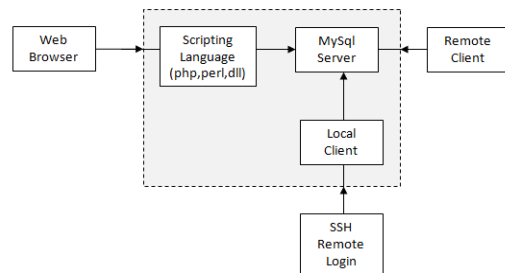 Web
Browser
Scripting
Language
(php,perl,dll)
MySql
Server
Remote
Client
Local
Client
SSH
Remote
Login